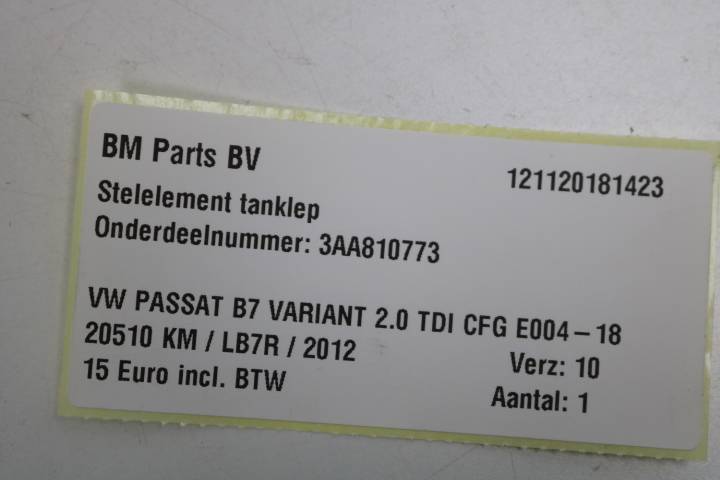 BM Parts BV
121120181423
Stelelement tanklep
Onderdeelnummer: 3AA810773
VW PASSAT B7 VARIANT 2.0 TDI CFG E004-18
20510 KM / LB7R / 2012
Verz: 10
15 Euro incl. BTW
Aantal: 1